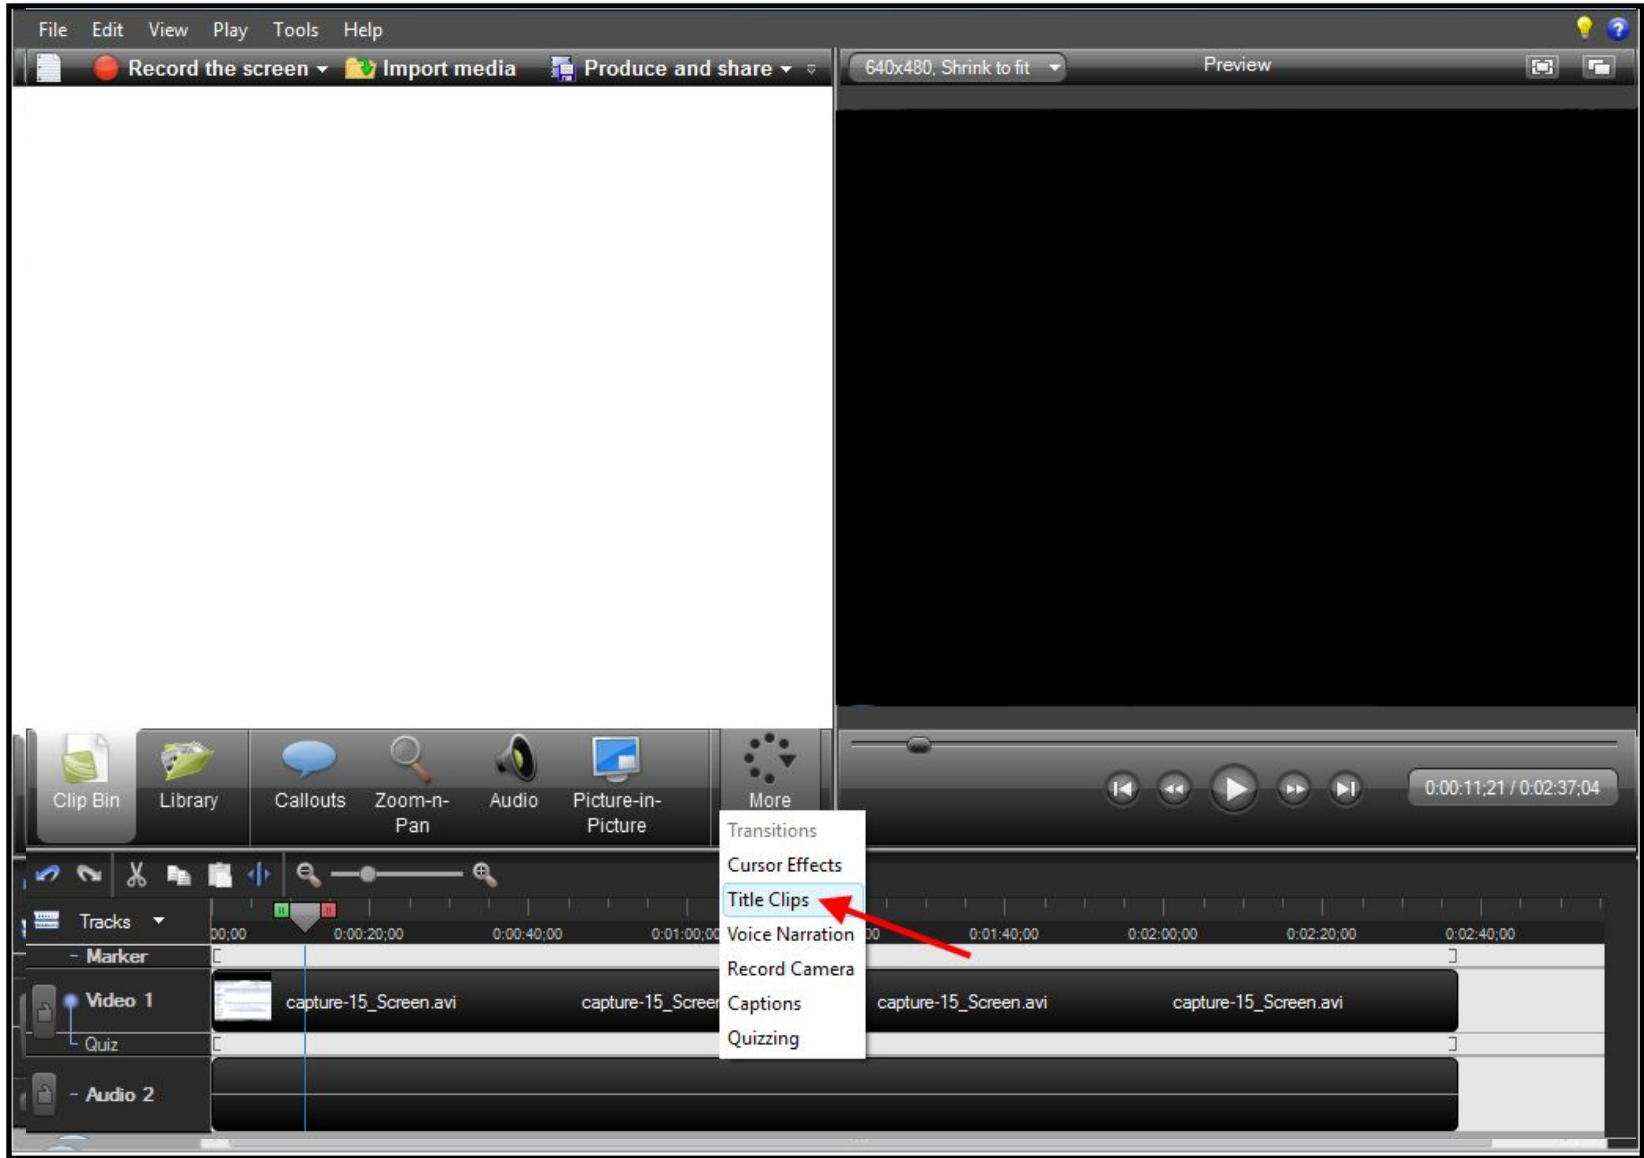 File Edit View Play Tools Help
Record the screen Import media Produce and share
640x480, Shrink to fit Preview
Clip Bin Library Callouts Zoom-n-Pan Audio Picture-in-Picture More
0:00:11;21 / 0:02:37;04
Transitions
Cursor Effects
Title Clips
Voice Narration
Record Camera
Captions
Quizzing
Tracks
00;00 0:00:20;00 0:00:40;00 0:01:00;00 0:01:40;00 0:02:00;00 0:02:20;00 0:02:40;00
- Marker
Video 1 capture-15_Screen.avi capture-15_Screen capture-15_Screen.avi capture-15_Screen.avi
Quiz
- Audio 2